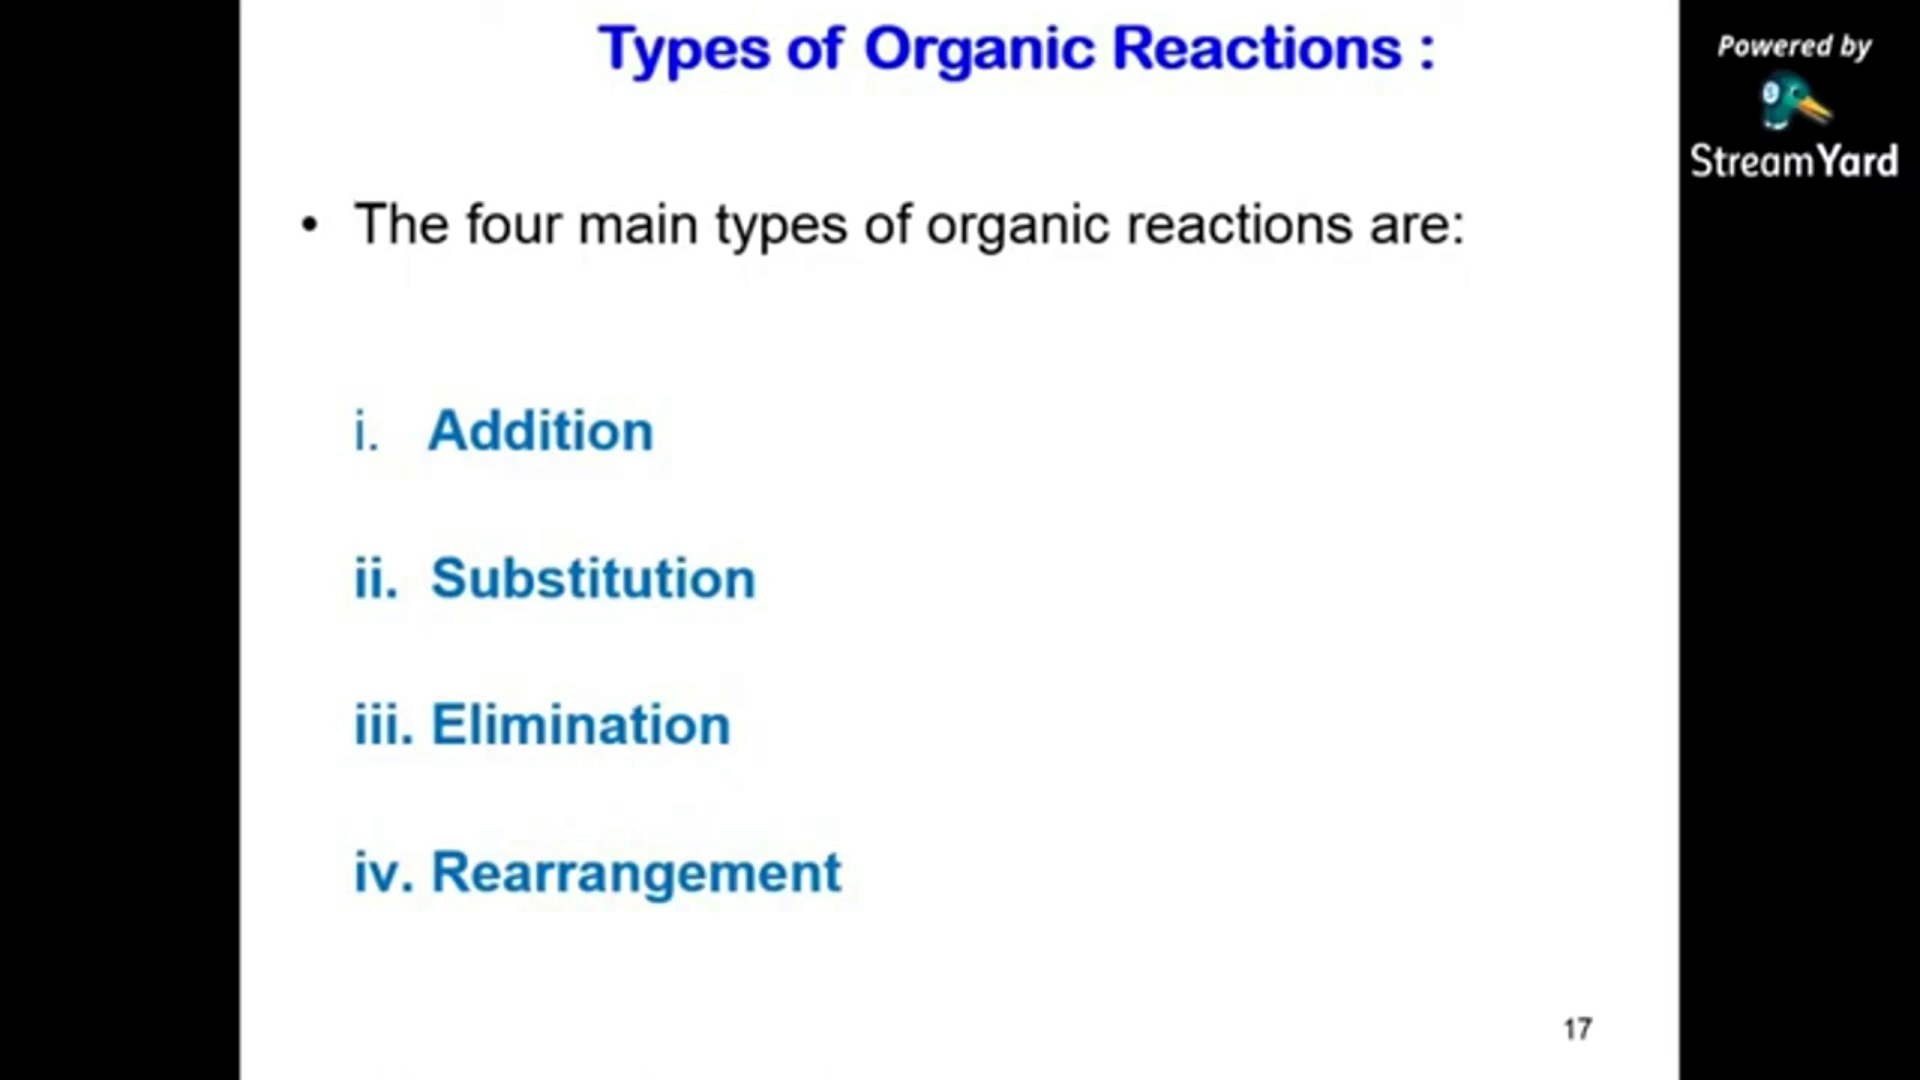 Types of Organic Reactions :
Powered by
StreamYard
• The four main types of organic reactions are:
i. Addition
ii. Substitution
iii. Elimination
iv. Rearrangement
17